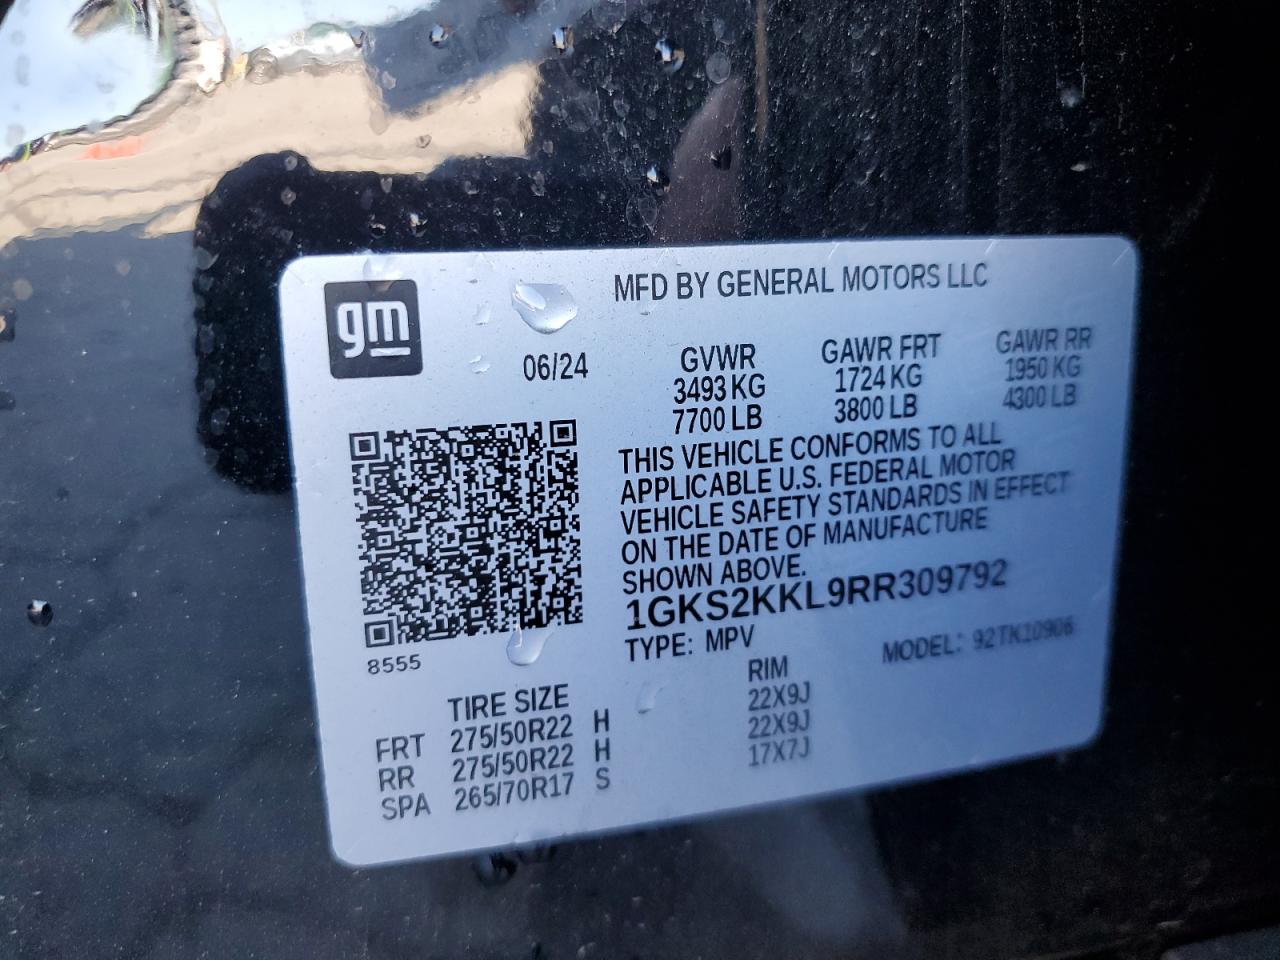 gm
MFD BY GENERAL MOTORS LLC
06/24
GVWR GAWR FRT GAWR RR
3493 KG 1724 KG 1950 KG
7700 LB 3800 LB 4300 LB
THIS VEHICLE CONFORMS TO ALL
APPLICABLE U.S. FEDERAL MOTOR
VEHICLE SAFETY STANDARDS IN EFFECT
ON THE DATE OF MANUFACTURE
SHOWN ABOVE.
1GKS2KKL9RR309792
TYPE: MPV MODEL: 92TK10906
8555
TIRE SIZE RIM
FRT 275/50R22 H 22X9J
RR 275/50R22 H 22X9J
SPA 265/70R17 S 17X7J